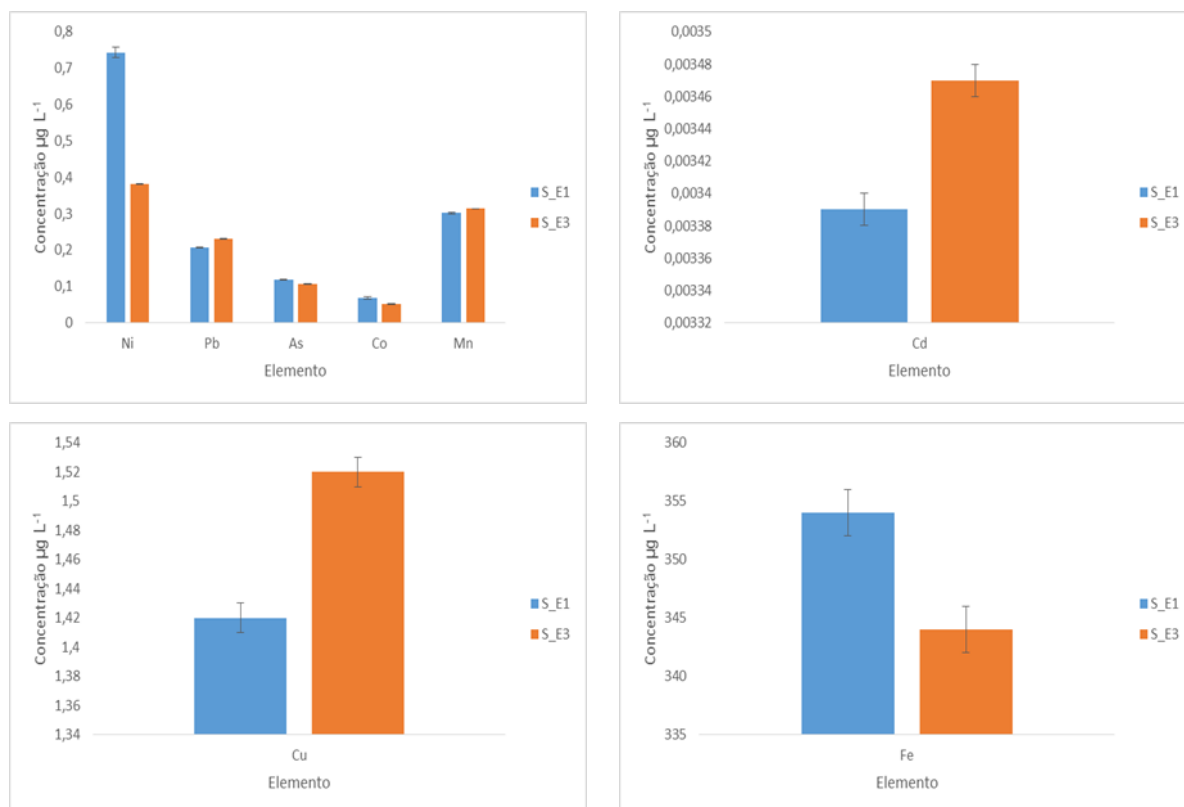 Concentração µg L⁻¹
0,8
0,7
0,6
0,5
0,4
0,3
0,2
0,1
0
Ni Pb As Co Mn
Elemento
S_E1
S_E3
Concentração µg L⁻¹
0,0035
0,00348
0,00346
0,00344
0,00342
0,0034
0,00338
0,00336
0,00334
0,00332
Cd
Elemento
S_E1
S_E3
Concentração µg L⁻¹
1,54
1,52
1,5
1,48
1,46
1,44
1,42
1,4
1,38
1,36
1,34
Cu
Elemento
S_E1
S_E3
Concentração µg L⁻¹
360
355
350
345
340
335
Fe
Elemento
S_E1
S_E3